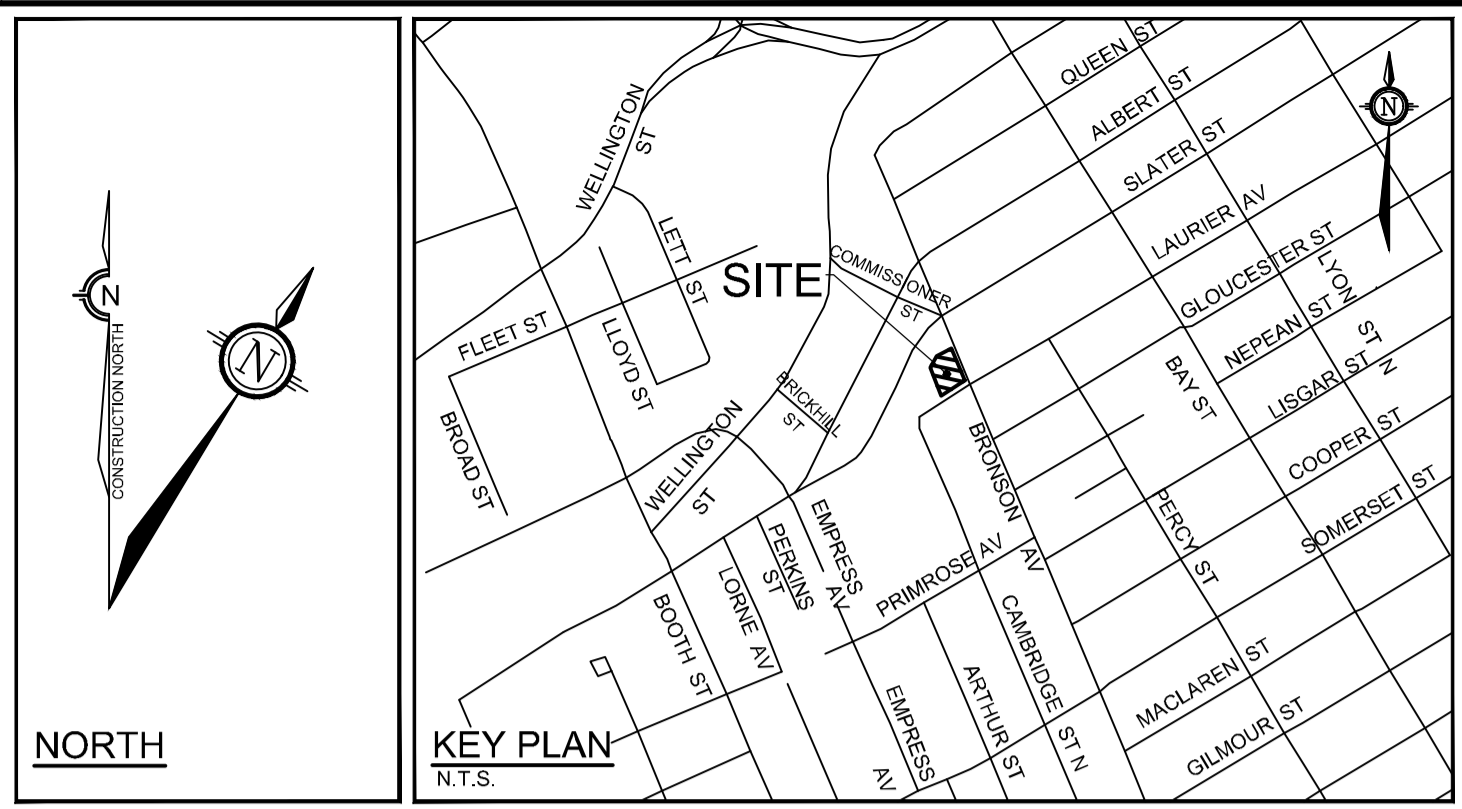 N
CONSTRUCTION NORTH
N
NORTH
QUEEN ST
ALBERT ST
SLATER ST
LAURIER AV
GLOUCESTER ST
NEPEAN ST
LISGAR ST
COOPER ST
SOMERSET ST
MACLAREN ST
GILMOUR ST
N
WELLINGTON
ST
LETT ST
COMMISSIONER
ST
SITE
FLEET ST
LLOYD ST
BROAD ST
BRICKHILL
ST
WELLINGTON
ST
LYON ST N
BAY ST
BRONSON AV
PERCY ST
EMPRESS AV
PERKINS
ST
PRIMROSE AV
LORNE AV
BOOTH ST
CAMBRIDGE ST N
ARTHUR ST
EMPRESS
AV
KEY PLAN
N.T.S.